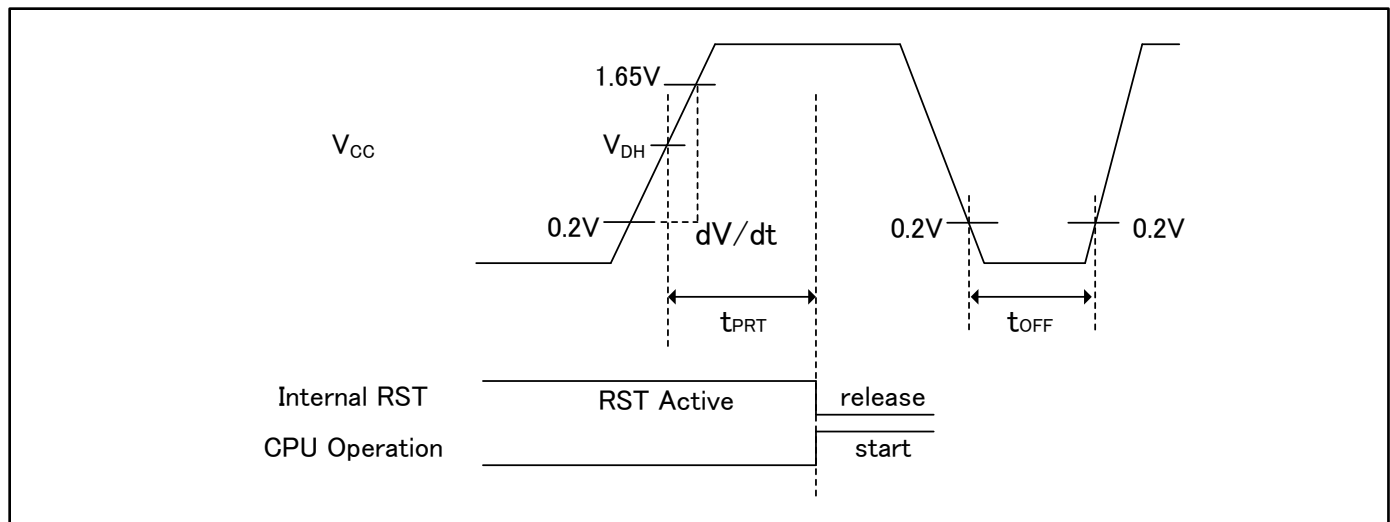 1.65V
VCC
VDH
0.2V
dV/dt
0.2V
0.2V
tPRT
tOFF
Internal RST
RST Active
release
CPU Operation
start